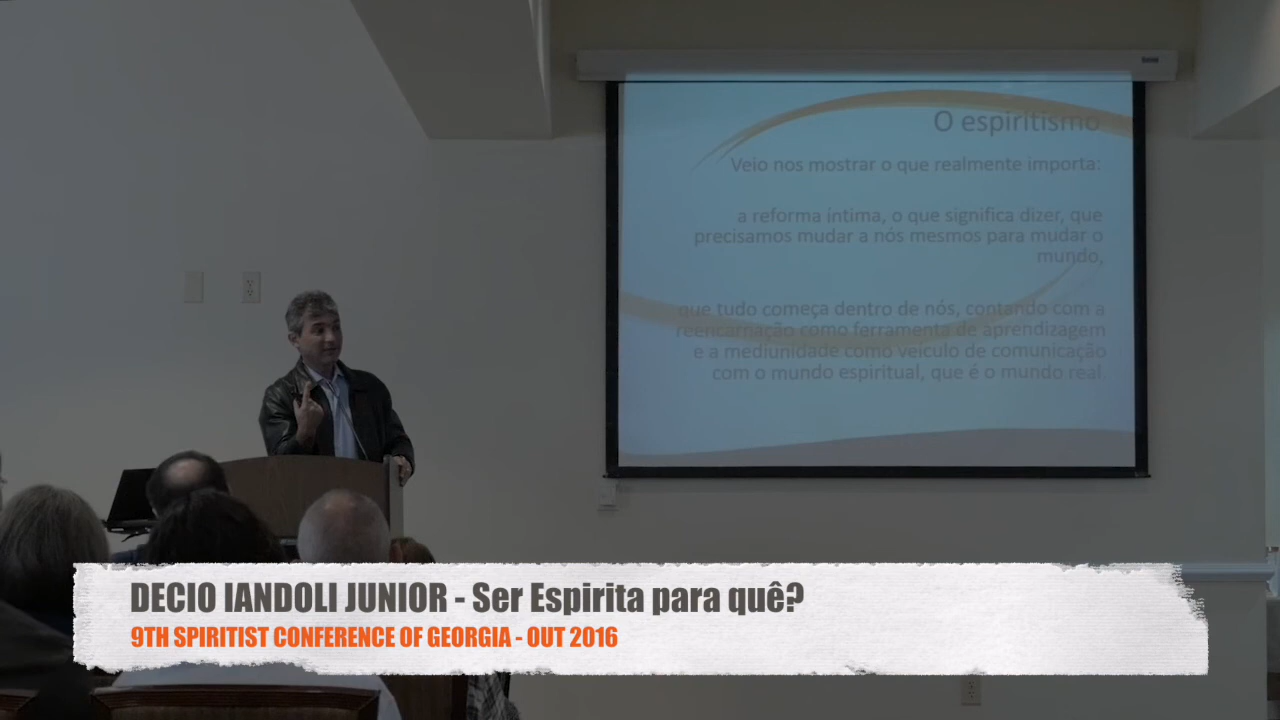 O espiritismo
Veio nos mostrar o que realmente importa:
a reforma íntima, o que significa dizer, que
precisamos mudar a nós mesmos para mudar o
mundo,
que tudo começa dentro de nós, contando com a
reencarnação como ferramenta de aprendizagem
e a mediunidade como veículo de comunicação
com o mundo espiritual, que é o mundo real.
DECIO IANDOLI JUNIOR - Ser Espirita para quê?
9TH SPIRITIST CONFERENCE OF GEORGIA - OUT 2016